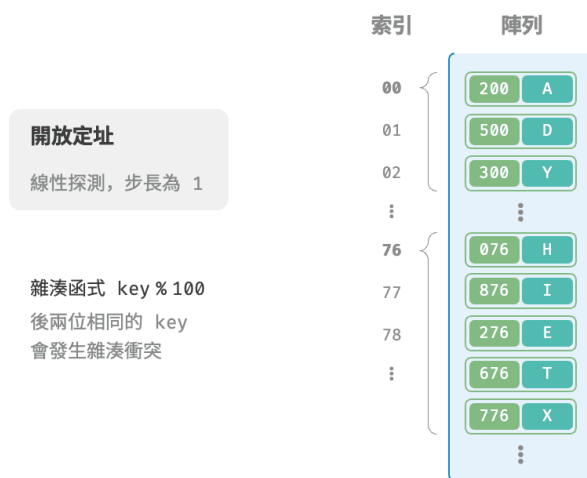 索引 陣列
00 200 A
開放定址
01 500 D
線性探測，步長為 1
02 300 Y
76 076 H
雜湊函式 key % 100
77 876 I
後兩位相同的 key
78 276 E
會發生雜湊衝突
676 T
776 X